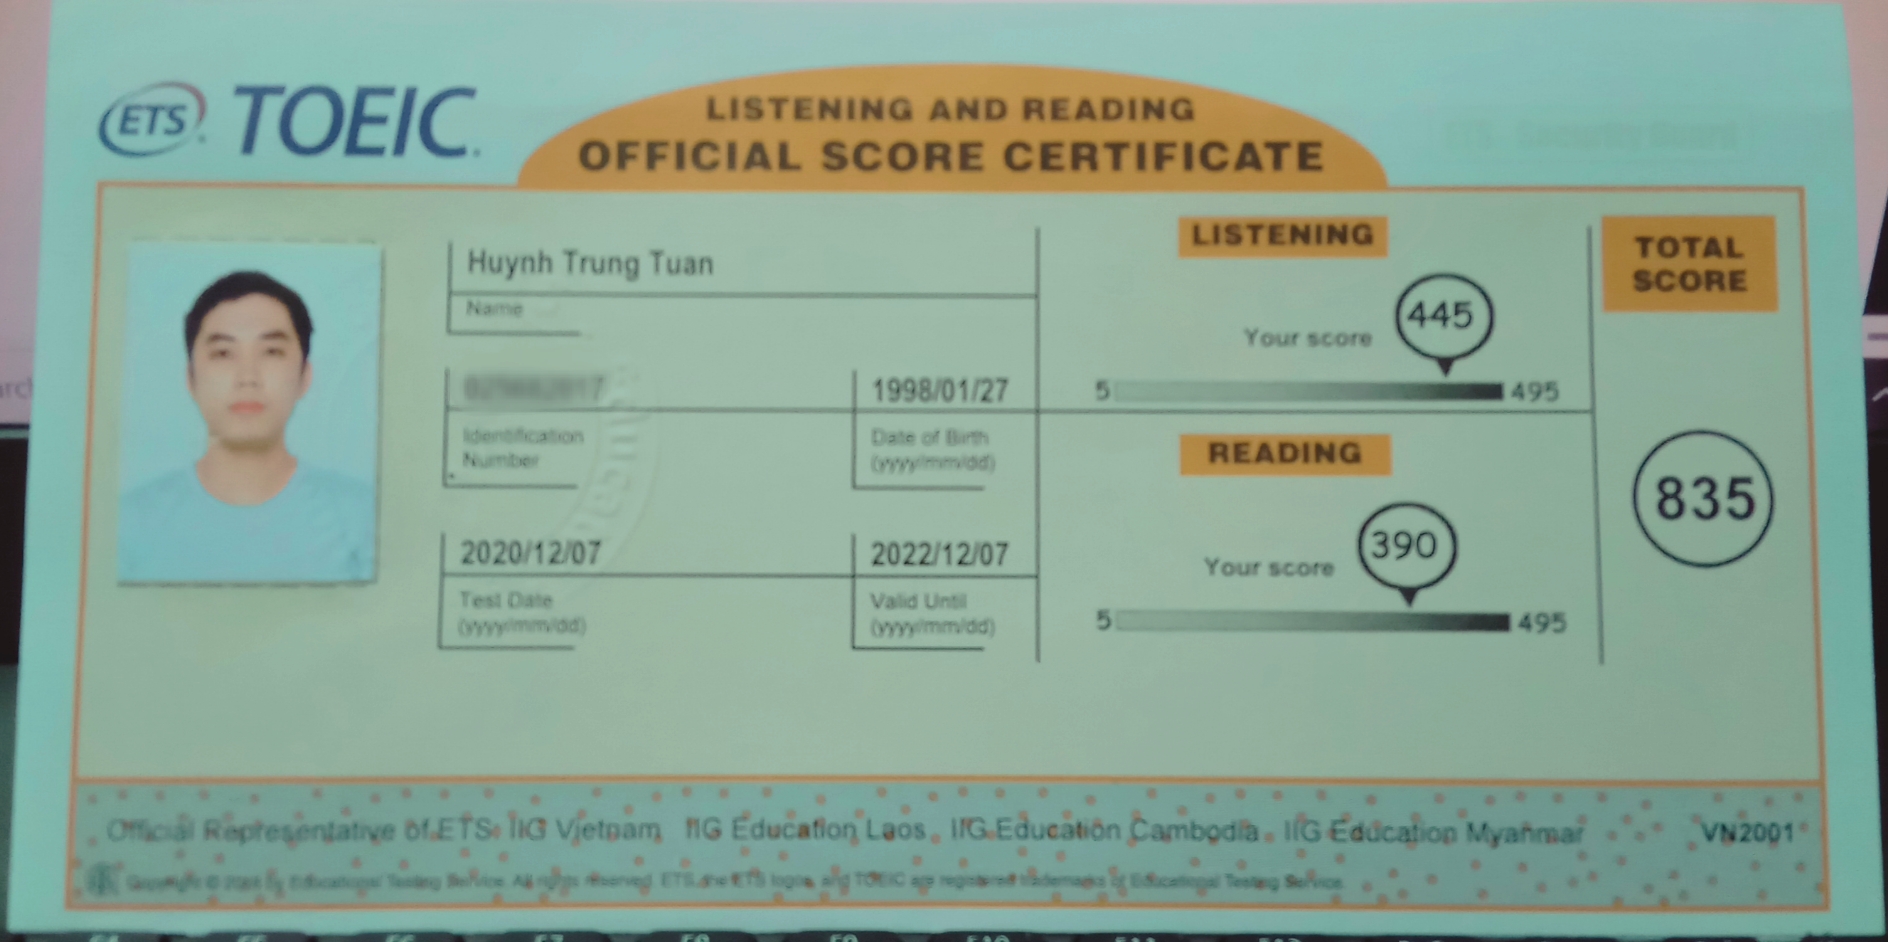 ETS TOEIC.
LISTENING AND READING
OFFICIAL SCORE CERTIFICATE
Huynh Trung Tuan
Name
Identification
Number
1998/01/27
Date of Birth
(yyyy/mm/dd)
2020/12/07
Test Date
(yyyy/mm/dd)
2022/12/07
Valid Until
(yyyy/mm/dd)
LISTENING
Your score 445
5 495
READING
Your score 390
5 495
TOTAL
SCORE
835
Official Representative of ETS: IIG Vietnam IIG Education Laos IIG Education Cambodia IIG Education Myanmar VN2001
Copyright © by Educational Testing Service. All rights reserved. ETS, the ETS logos, and TOEIC are registered trademarks of Educational Testing Service.